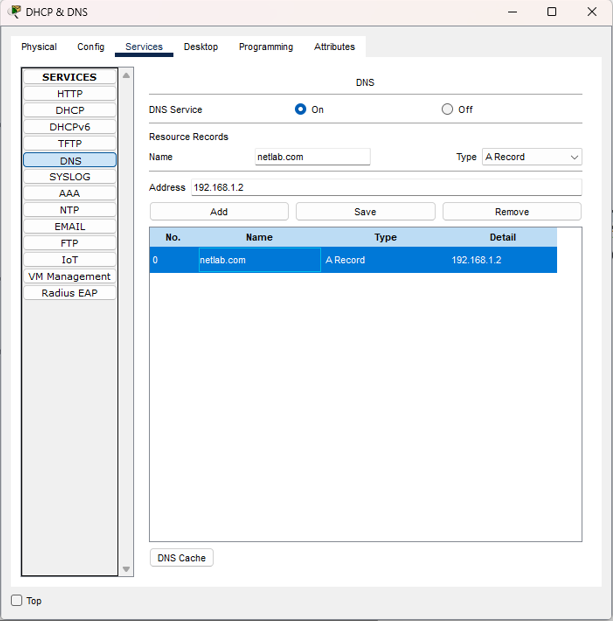 DHCP & DNS
Physical Config Services Desktop Programming Attributes
SERVICES
HTTP
DHCP
DHCPv6
TFTP
DNS
SYSLOG
AAA
NTP
EMAIL
FTP
IoT
VM Management
Radius EAP
DNS
DNS Service On Off
Resource Records
Name netlab.com Type A Record
Address 192.168.1.2
Add Save Remove
No. Name Type Detail
0 netlab.com A Record 192.168.1.2
DNS Cache
Top